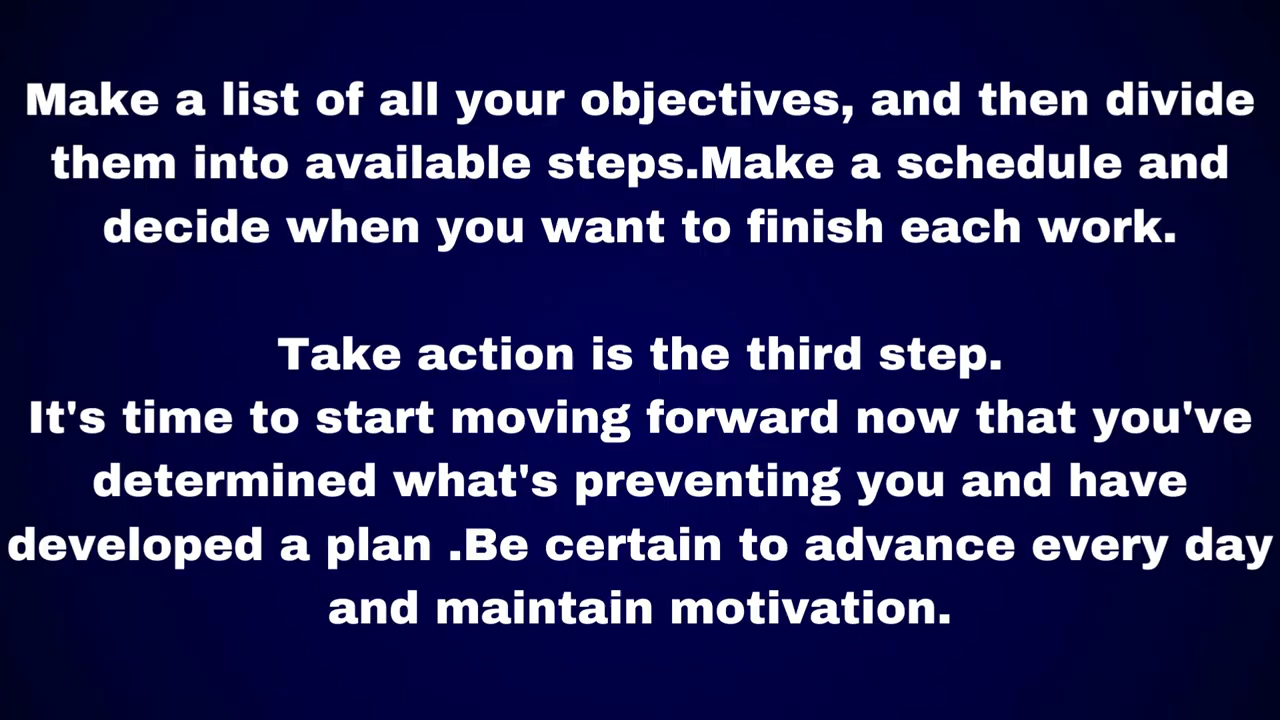 Make a list of all your objectives, and then divide
them into available steps.Make a schedule and
decide when you want to finish each work.
Take action is the third step.
It's time to start moving forward now that you've
determined what's preventing you and have
developed a plan .Be certain to advance every day
and maintain motivation.